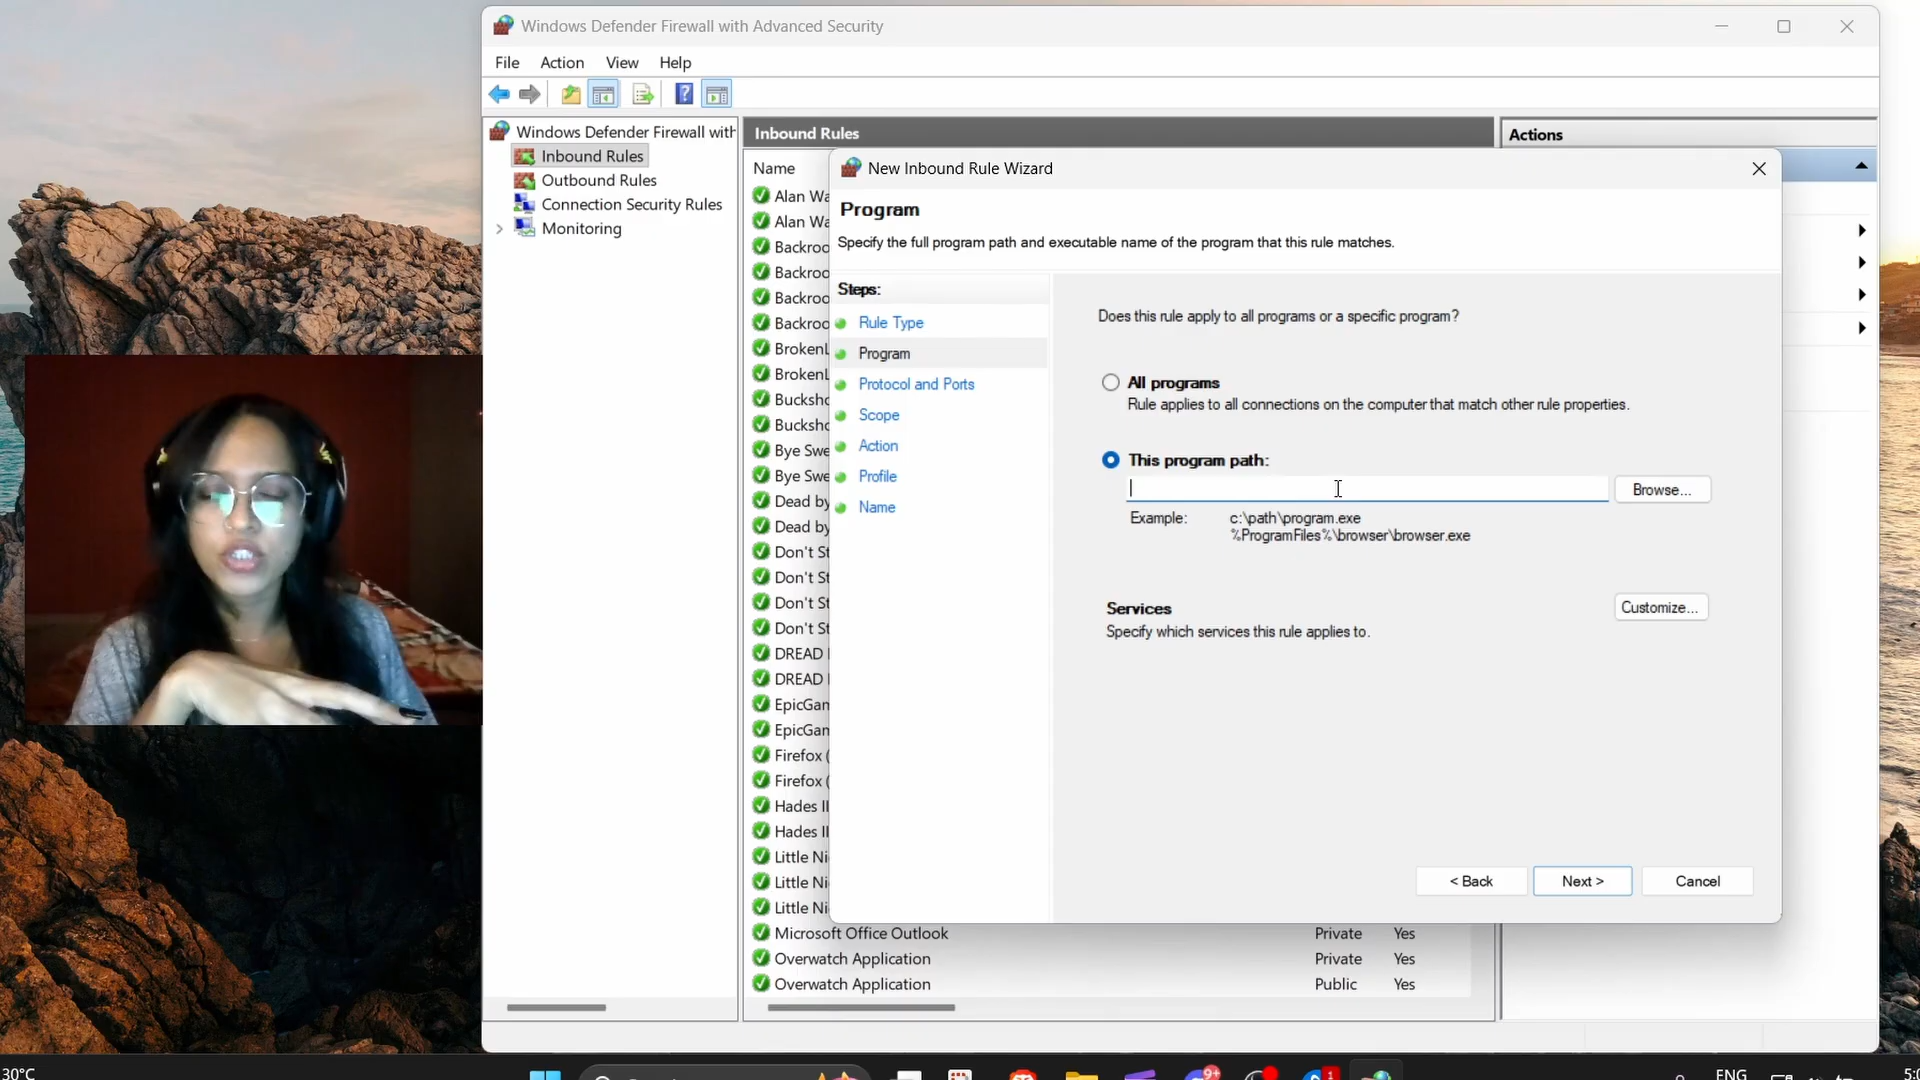 Windows Defender Firewall with Advanced Security
File Action View Help
Windows Defender Firewall with
Inbound Rules
Outbound Rules
Connection Security Rules
Monitoring
Inbound Rules
Name
Alan Wa
Alan Wa
Backroo
Backroo
Backroo
Backroo
BrokenL
BrokenL
Bucksho
Bucksho
Bye Swe
Bye Swe
Dead by
Dead by
Don't St
Don't St
Don't St
Don't St
DREAD
DREAD
EpicGam
EpicGam
Firefox (
Firefox (
Hades II
Hades II
Little Ni
Little Ni
Little Ni
Microsoft Office Outlook Private Yes
Overwatch Application Private Yes
Overwatch Application Public Yes
Actions
New Inbound Rule Wizard
Program
Specify the full program path and executable name of the program that this rule matches.
Steps:
Rule Type
Program
Protocol and Ports
Scope
Action
Profile
Name
Does this rule apply to all programs or a specific program?
All programs
Rule applies to all connections on the computer that match other rule properties.
This program path:
Browse...
Example: c:\path\program.exe
%ProgramFiles%\browser\browser.exe
Services
Customize...
Specify which services this rule applies to.
< Back Next > Cancel
30°C
9+
1
ENG